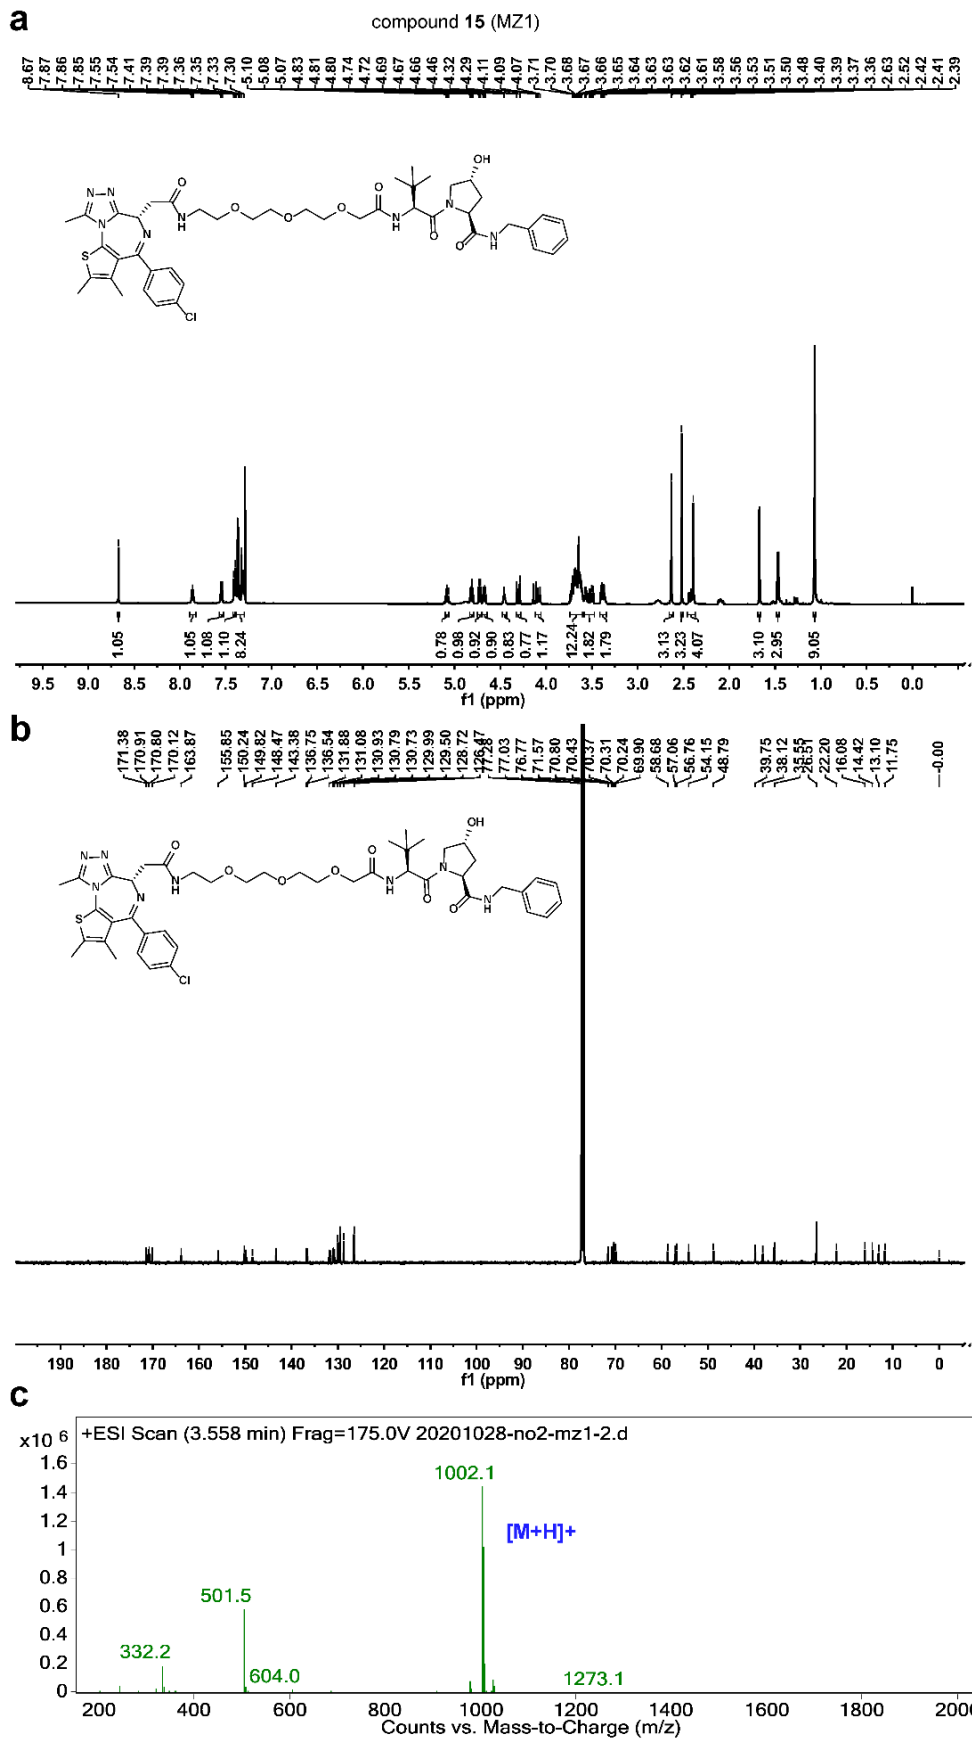 a
compound 15 (MZ1)
8.67 7.87 7.86 7.85 7.55 7.54 7.41 7.39 7.39 7.36 7.35 7.33 7.30 5.10 5.08 5.07 4.83 4.81 4.80 4.74 4.72 4.69 4.67 4.66 4.46 4.32 4.29 4.11 4.09 4.07 3.71 3.70 3.68 3.67 3.66 3.65 3.64 3.63 3.63 3.62 3.61 3.58 3.56 3.53 3.51 3.50 3.48 3.40 3.39 3.37 3.36 2.63 2.52 2.42 2.41 2.39
OH
N N
O
O
O
O
O
N
H
N
H
N
O
O
N
H
N
N
S
Cl
1.05 1.05 1.08 1.10 8.24 0.78 0.98 0.92 0.90 0.83 0.77 1.17 12.24 1.82 1.79 3.13 3.23 4.07 3.10 2.95 9.05
9.5 9.0 8.5 8.0 7.5 7.0 6.5 6.0 5.5 5.0 4.5 4.0 3.5 3.0 2.5 2.0 1.5 1.0 0.5 0.0
f1 (ppm)
b
171.38 170.91 170.80 170.12 163.87 155.85 150.24 149.82 148.47 143.38 136.75 136.54 131.88 131.08 130.93 130.79 130.73 129.99 129.50 128.72 126.47 77.28 77.03 76.77 71.57 70.80 70.43 70.37 70.31 70.24 69.90 58.68 57.06 56.76 54.15 48.79 39.75 38.12 35.55 26.51 22.20 16.08 14.42 13.10 11.75 -0.00
OH
N N
O
O
O
O
O
N
H
N
H
N
O
O
N
H
N
N
S
Cl
190 180 170 160 150 140 130 120 110 100 90 80 70 60 50 40 30 20 10 0
f1 (ppm)
c
x10 6
+ESI Scan (3.558 min) Frag=175.0V 20201028-no2-mz1-2.d
1.6
1002.1
1.4
1.2
[M+H]+
1
0.8
501.5
0.6
0.4
332.2
0.2
604.0
1273.1
0
200 400 600 800 1000 1200 1400 1600 1800 2000
Counts vs. Mass-to-Charge (m/z)